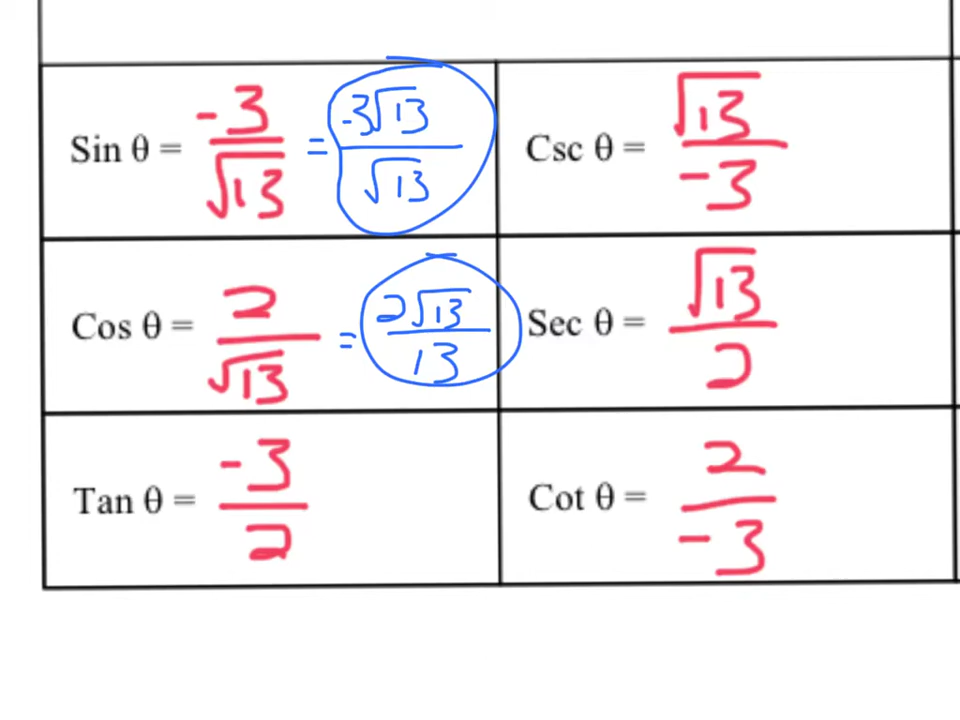 Sin θ = -3/√13 = -3√13/√13
Csc θ = √13/-3
Cos θ = 2/√13 = 2√13/13
Sec θ = √13/2
Tan θ = -3/2
Cot θ = 2/-3